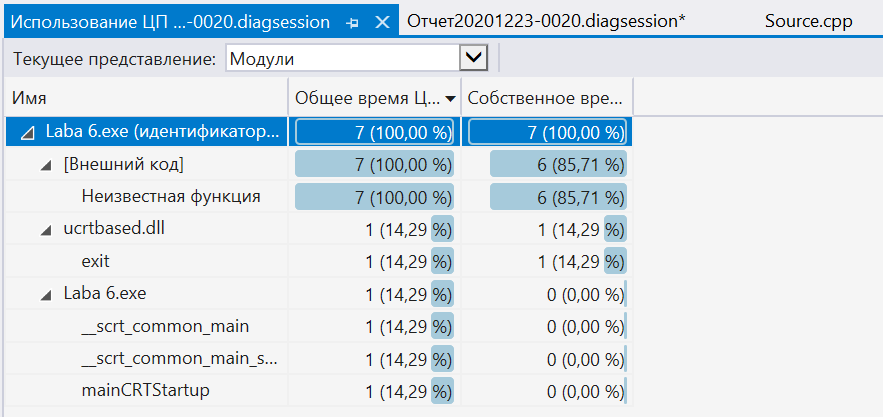 Использование ЦП ...-0020.diagsession Отчет20201223-0020.diagsession* Source.cpp
Текущее представление: Модули
Имя Общее время Ц... Собственное вре...
Laba 6.exe (идентификатор... 7 (100,00 %) 7 (100,00 %)
[Внешний код] 7 (100,00 %) 6 (85,71 %)
Неизвестная функция 7 (100,00 %) 6 (85,71 %)
ucrtbased.dll 1 (14,29 %) 1 (14,29 %)
exit 1 (14,29 %) 1 (14,29 %)
Laba 6.exe 1 (14,29 %) 0 (0,00 %)
__scrt_common_main 1 (14,29 %) 0 (0,00 %)
__scrt_common_main_s... 1 (14,29 %) 0 (0,00 %)
mainCRTStartup 1 (14,29 %) 0 (0,00 %)